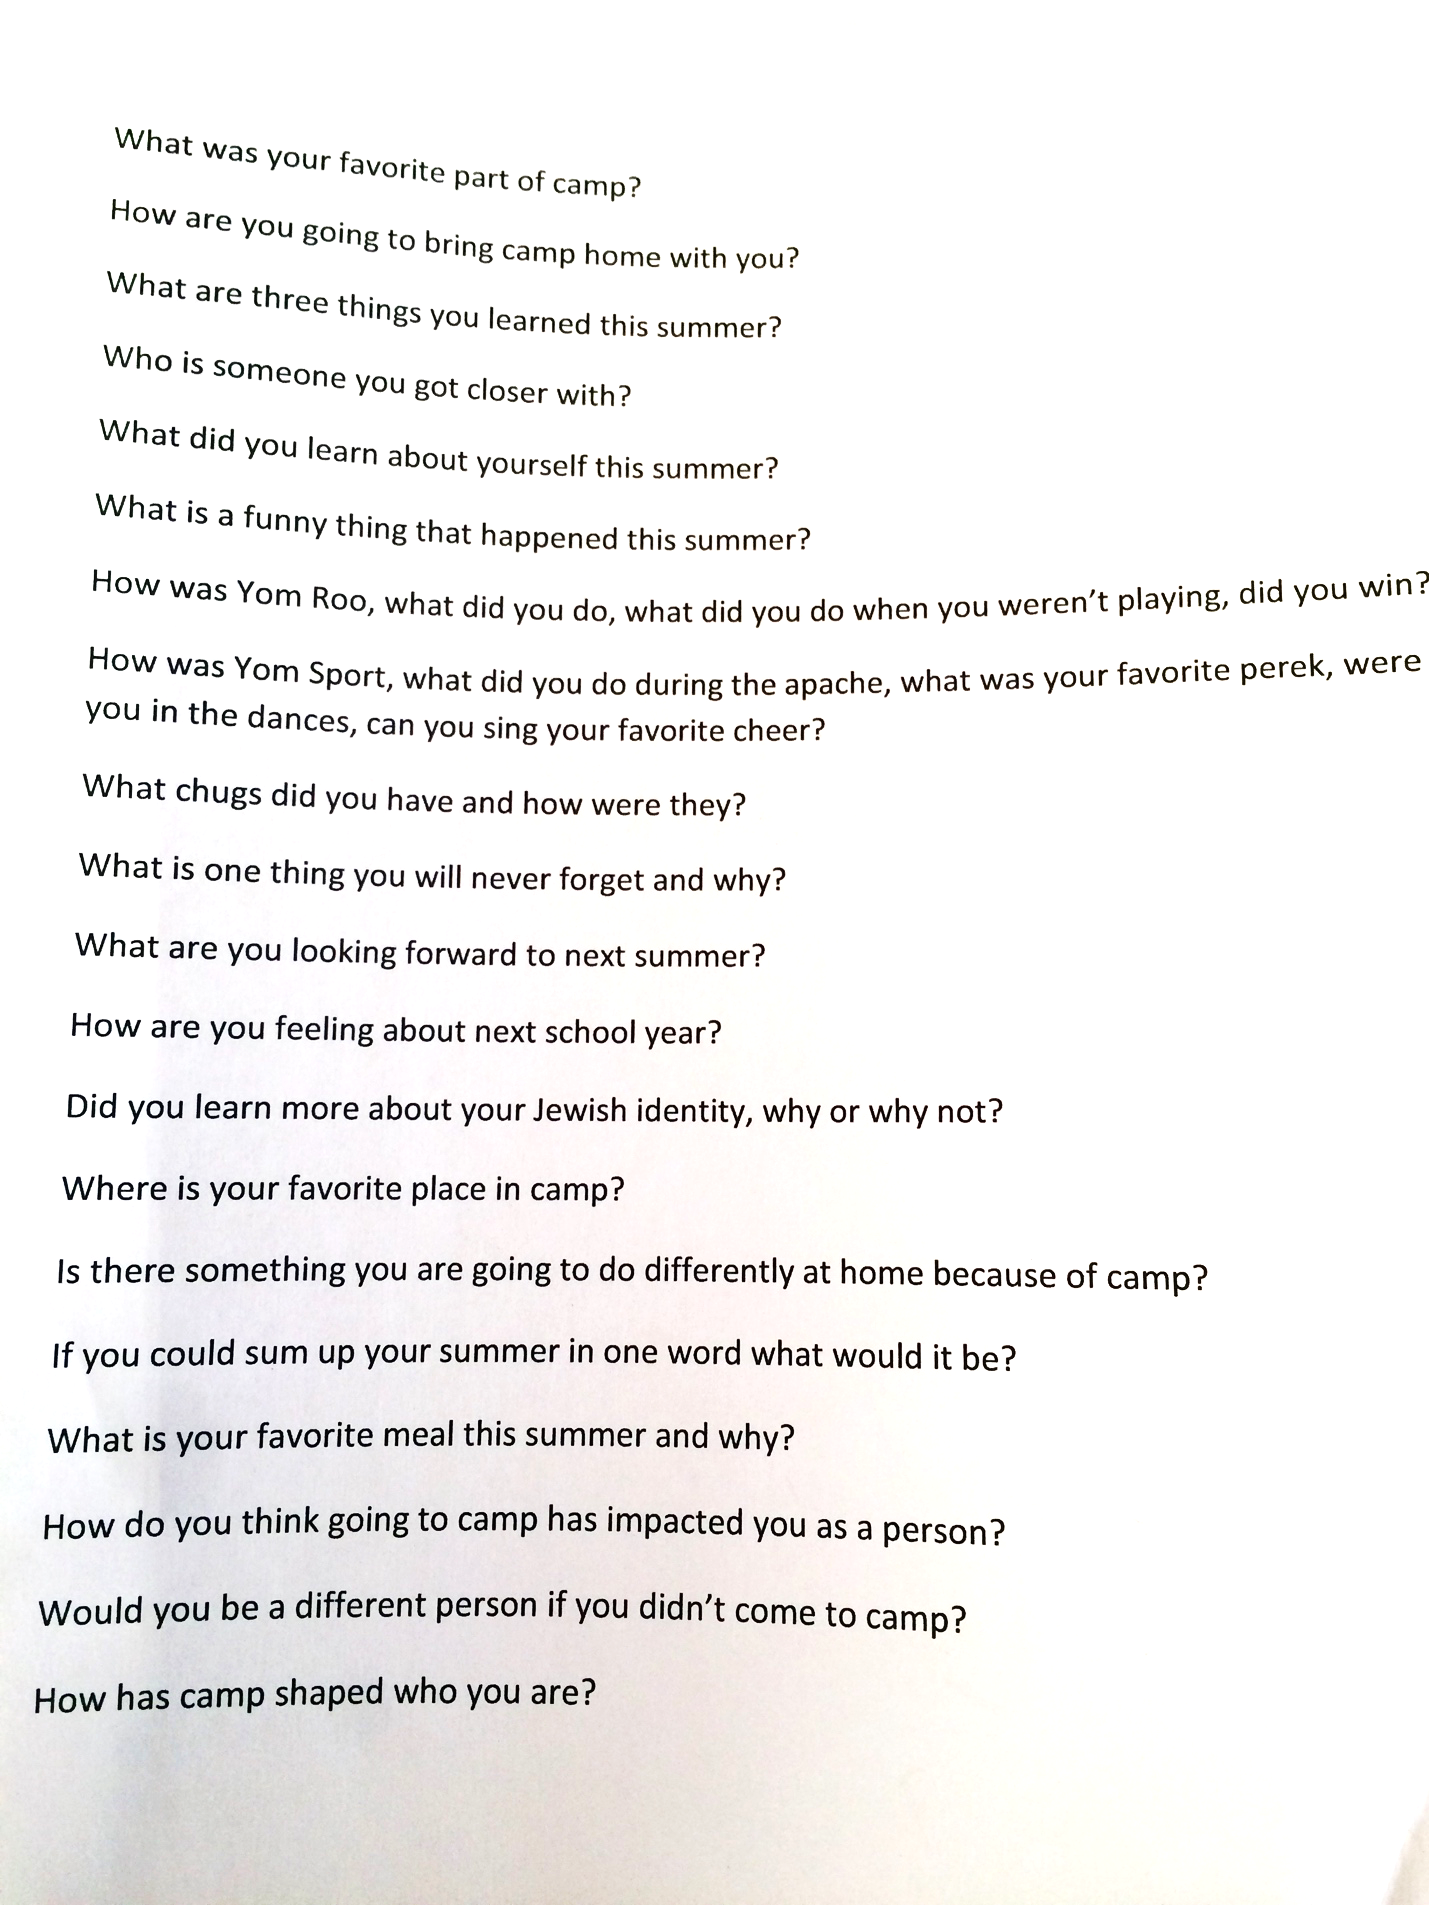 What was your favorite part of camp?
How are you going to bring camp home with you?
What are three things you learned this summer?
Who is someone you got closer with?
What did you learn about yourself this summer?
What is a funny thing that happened this summer?
How was Yom Roo, what did you do, what did you do when you weren't playing, did you win?
How was Yom Sport, what did you do during the apache, what was your favorite perek, were
you in the dances, can you sing your favorite cheer?
What chugs did you have and how were they?
What is one thing you will never forget and why?
What are you looking forward to next summer?
How are you feeling about next school year?
Did you learn more about your Jewish identity, why or why not?
Where is your favorite place in camp?
Is there something you are going to do differently at home because of camp?
If you could sum up your summer in one word what would it be?
What is your favorite meal this summer and why?
How do you think going to camp has impacted you as a person?
Would you be a different person if you didn't come to camp?
How has camp shaped who you are?